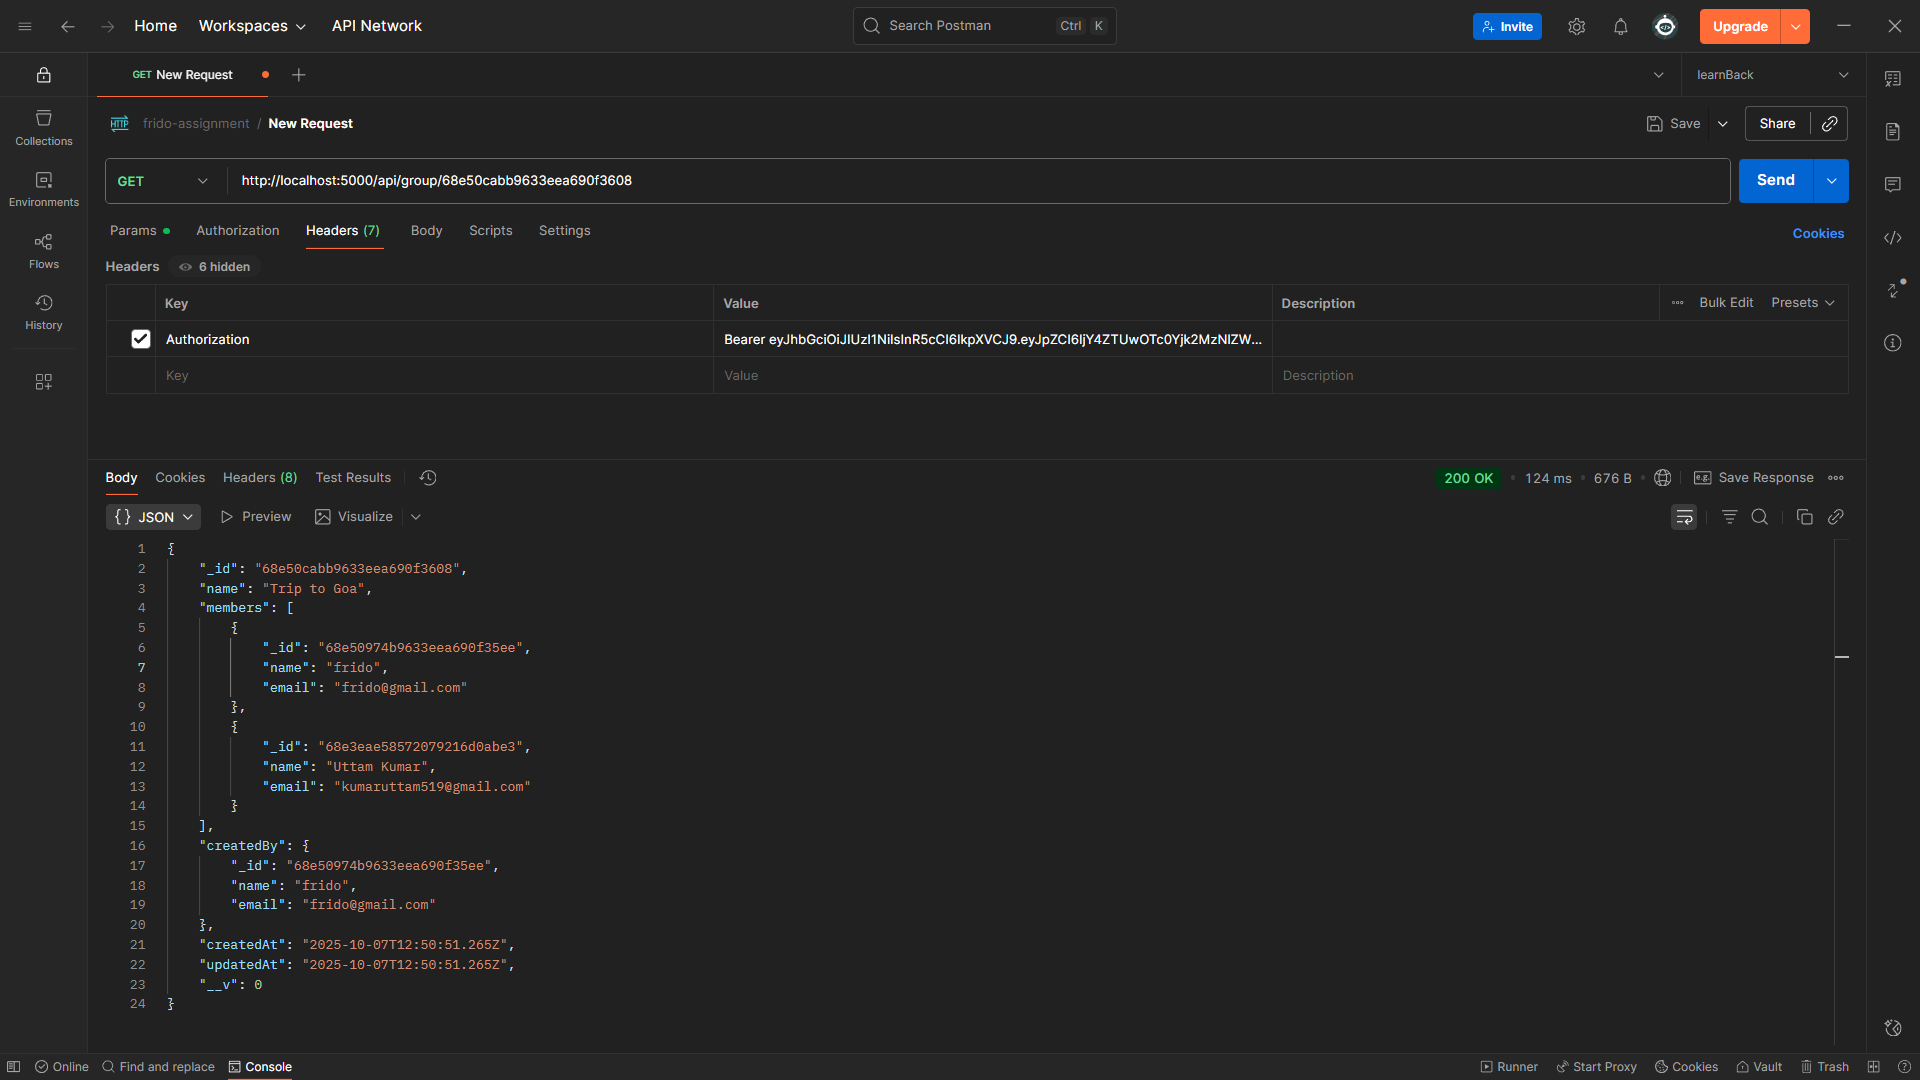 Home Workspaces API Network Search Postman Ctrl K Invite Upgrade
GET New Request learnBack
HTTP frido-assignment / New Request Save Share
GET http://localhost:5000/api/group/68e50cabb9633eea690f3608 Send
Params Authorization Headers (7) Body Scripts Settings Cookies
Headers 6 hidden
Key Value Description Bulk Edit Presets
Authorization Bearer eyJhbGciOiJIUzI1NiIsInR5cCI6IkpXVCJ9.eyJpZCI6IjY4ZTUwOTc0Yjk2MzNlZW...
Key Value Description
Collections
Environments
Flows
History
Body Cookies Headers (8) Test Results 200 OK 124 ms 676 B e.g. Save Response
{} JSON Preview Visualize
1 {
2 "_id": "68e50cabb9633eea690f3608",
3 "name": "Trip to Goa",
4 "members": [
5 {
6 "_id": "68e50974b9633eea690f35ee",
7 "name": "frido",
8 "email": "frido@gmail.com"
9 },
10 {
11 "_id": "68e3eae58572079216d0abe3",
12 "name": "Uttam Kumar",
13 "email": "kumaruttam519@gmail.com"
14 }
15 ],
16 "createdBy": {
17 "_id": "68e50974b9633eea690f35ee",
18 "name": "frido",
19 "email": "frido@gmail.com"
20 },
21 "createdAt": "2025-10-07T12:50:51.265Z",
22 "updatedAt": "2025-10-07T12:50:51.265Z",
23 "__v": 0
24 }
Online Find and replace Console Runner Start Proxy Cookies Vault Trash